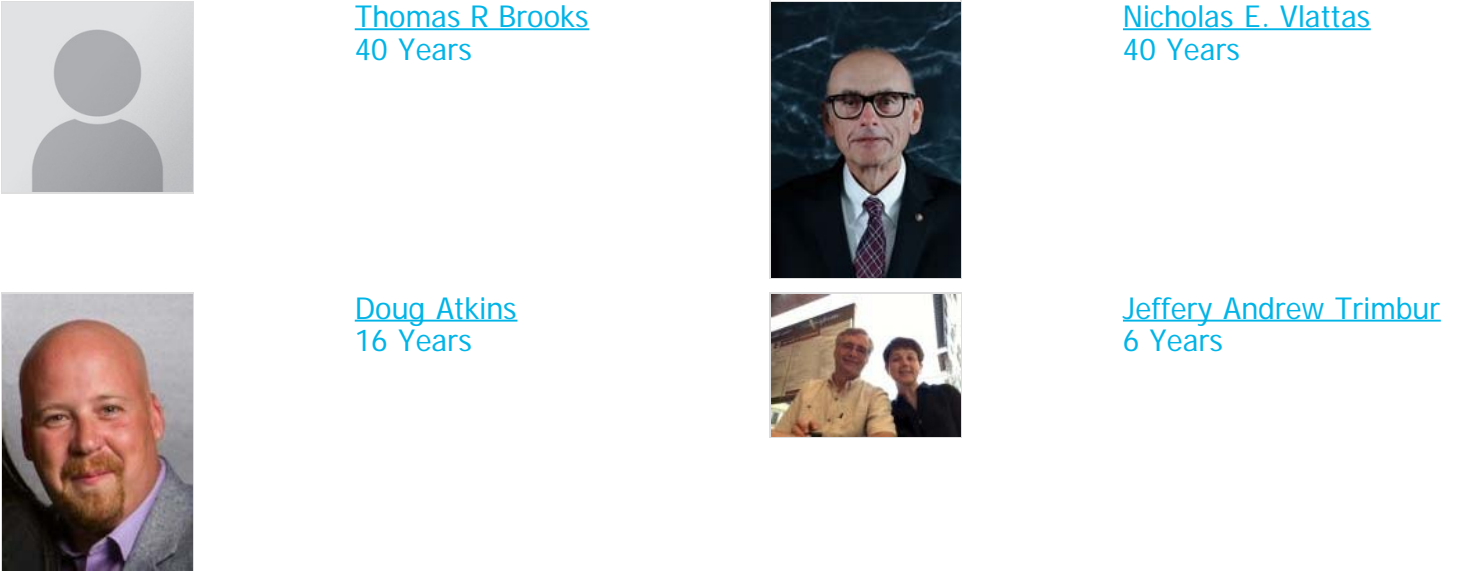 Thomas R Brooks
40 Years
Nicholas E. Vlattas
40 Years
Doug Atkins
16 Years
Jeffery Andrew Trimbur
6 Years